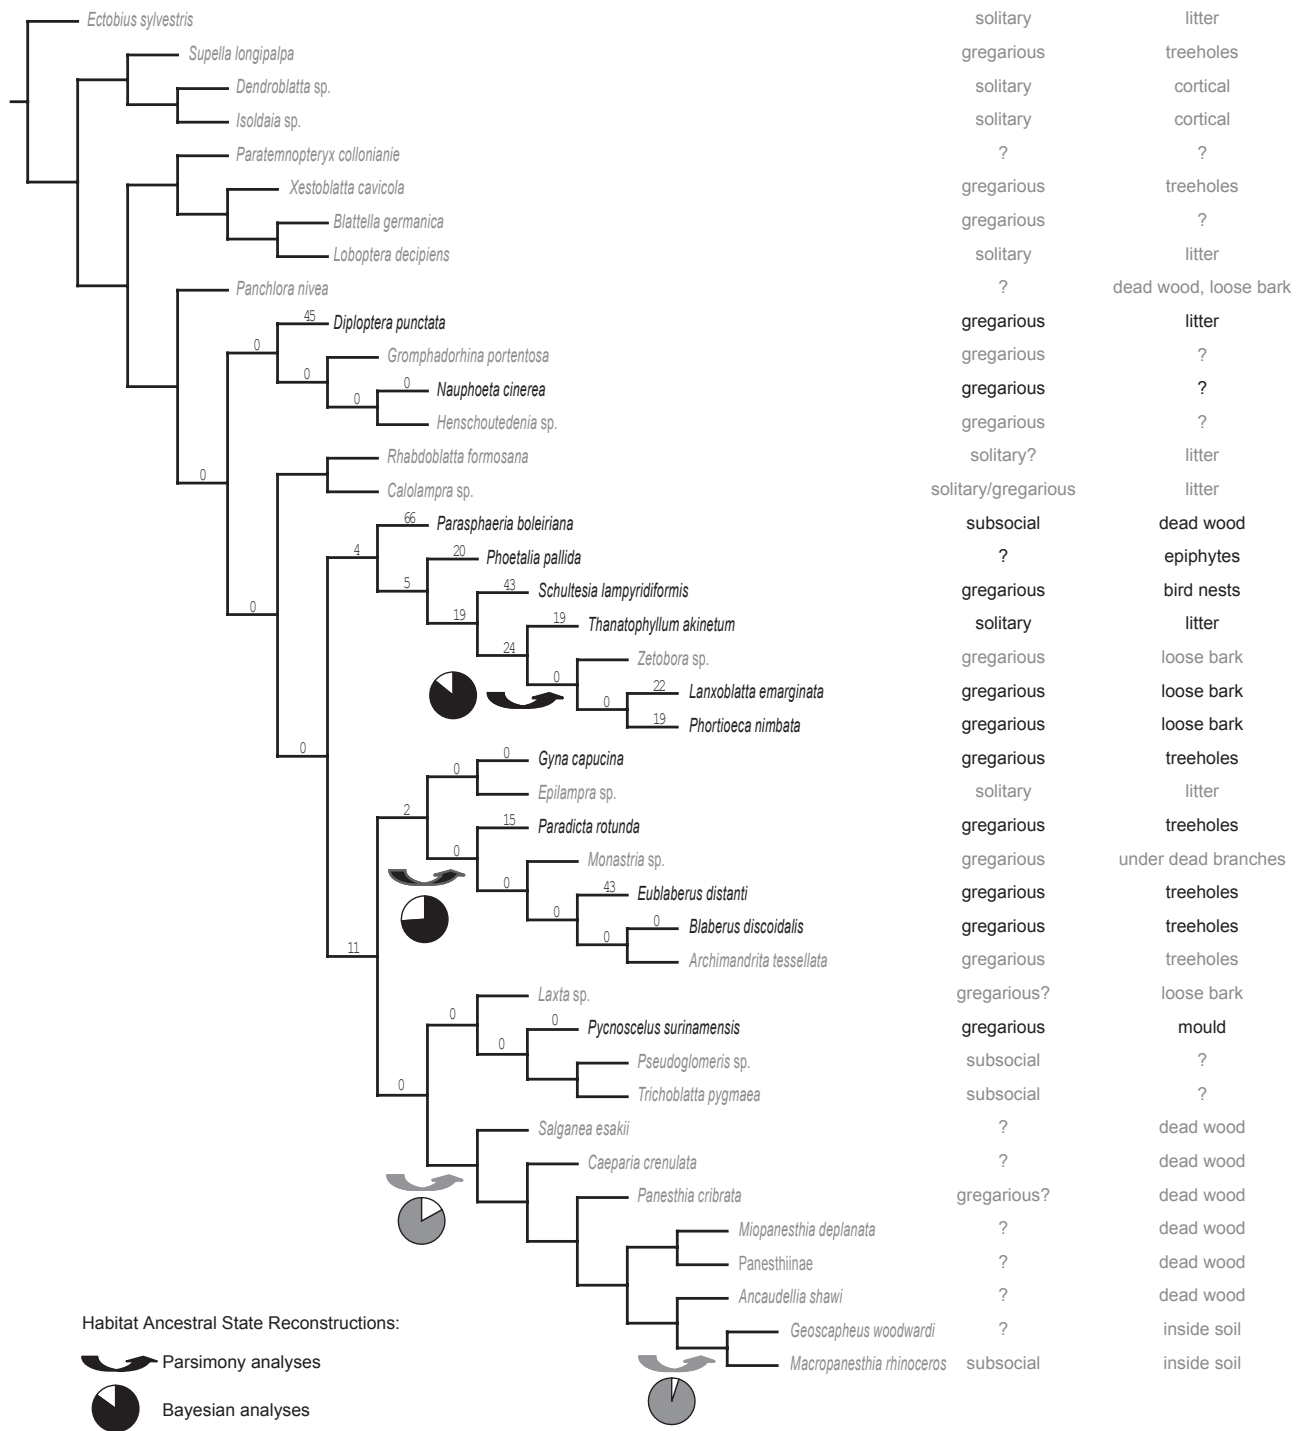 Ectobius sylvestris solitary litter
Supella longipalpa gregarious treeholes
Dendroblatta sp. solitary cortical
Isoldaia sp. solitary cortical
Paratemnopteryx collonianie ? ?
Xestoblatta cavicola gregarious treeholes
Blattella germanica gregarious ?
Loboptera decipiens solitary litter
Panchlora nivea ? dead wood, loose bark
45 Diploptera punctata gregarious litter
0
Gromphadorhina portentosa gregarious ?
0
0 Nauphoeta cinerea gregarious ?
0
Henschoutedenia sp. gregarious ?
Rhabdoblatta formosana solitary? litter
0
Calolampra sp. solitary/gregarious litter
66 Parasphaeria boleiriana subsocial dead wood
4 20 Phoetalia pallida ? epiphytes
5 43 Schultesia lampyridiformis gregarious bird nests
0 19 19 Thanatophyllum akinetum solitary litter
24 Zetobora sp. gregarious loose bark
0 22 Lanxoblatta emarginata gregarious loose bark
0 19 Phortioeca nimbata gregarious loose bark
0 0 Gyna capucina gregarious treeholes
0 Epilampra sp. solitary litter
2 15 Paradicta rotunda gregarious treeholes
0 Monastria sp. gregarious under dead branches
0 43 Eublaberus distanti gregarious treeholes
0 0 Blaberus discoidalis gregarious treeholes
11 0 Archimandrita tessellata gregarious treeholes
Laxta sp. gregarious? loose bark
0 0 Pycnoscelus surinamensis gregarious mould
0 Pseudoglomeris sp. subsocial ?
0 Trichoblatta pygmaea subsocial ?
Salganea esakii ? dead wood
Caeparia crenulata ? dead wood
Panesthia cribrata gregarious? dead wood
Miopanesthia deplanata ? dead wood
Panesthiinae ? dead wood
Ancaudellia shawi ? dead wood
Habitat Ancestral State Reconstructions:
Geoscapheus woodwardi ? inside soil
Parsimony analyses
Macropanesthia rhinoceros subsocial inside soil
Bayesian analyses